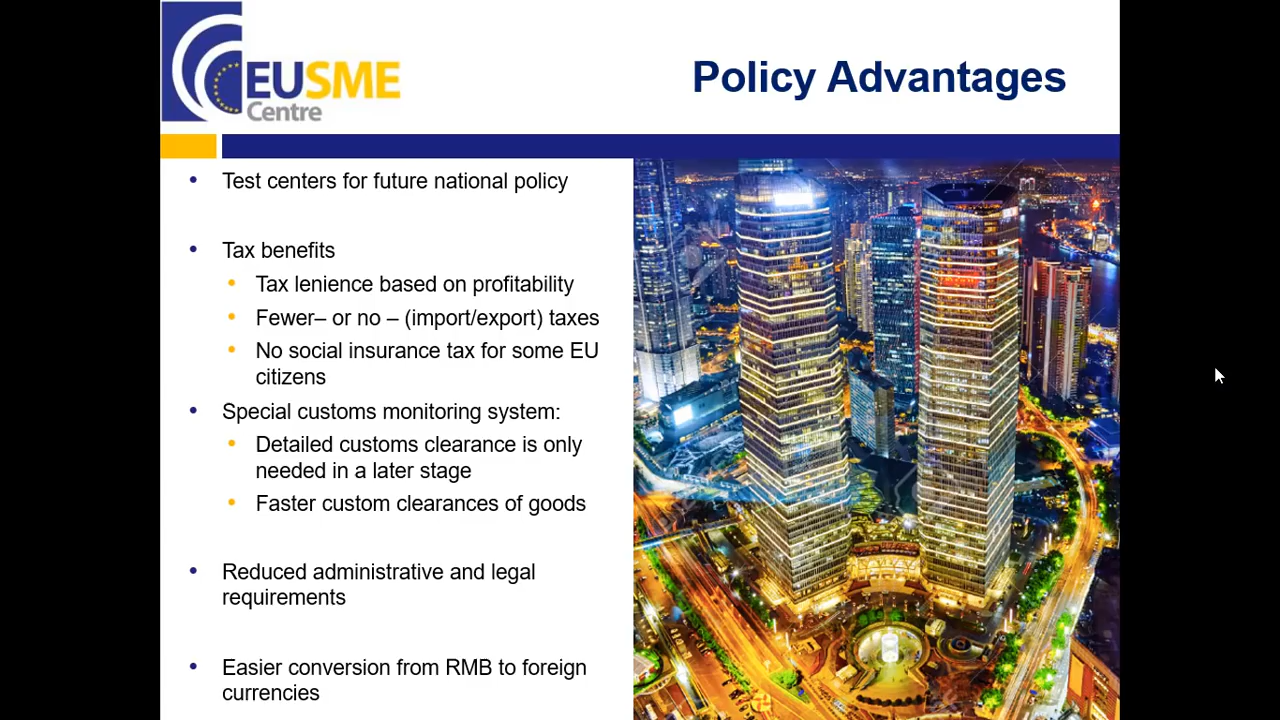 EUSME
Centre
Policy Advantages
• Test centers for future national policy
• Tax benefits
• Tax lenience based on profitability
• Fewer– or no – (import/export) taxes
• No social insurance tax for some EU
citizens
• Special customs monitoring system:
• Detailed customs clearance is only
needed in a later stage
• Faster custom clearances of goods
• Reduced administrative and legal
requirements
• Easier conversion from RMB to foreign
currencies